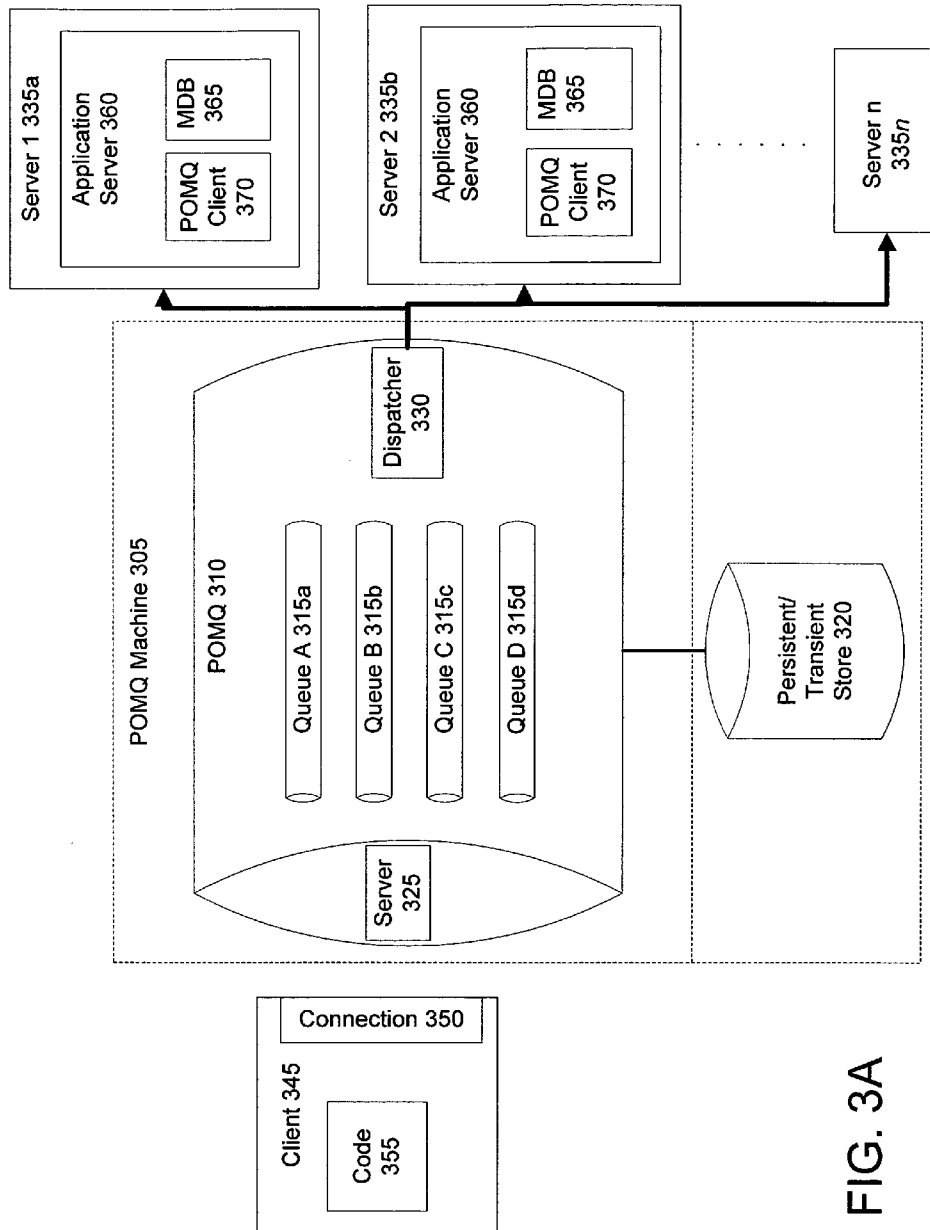 Client 345
Connection 350
Code
355
POMQ Machine 305
POMQ 310
Server
325
Queue A 315a
Queue B 315b
Queue C 315c
Queue D 315d
Dispatcher
330
Persistent/
Transient
Store 320
Server 1 335a
Application
Server 360
POMQ
Client
370
MDB
365
Server 2 335b
Application
Server 360
POMQ
Client
370
MDB
365
. . . . . .
Server n
335n
FIG. 3A